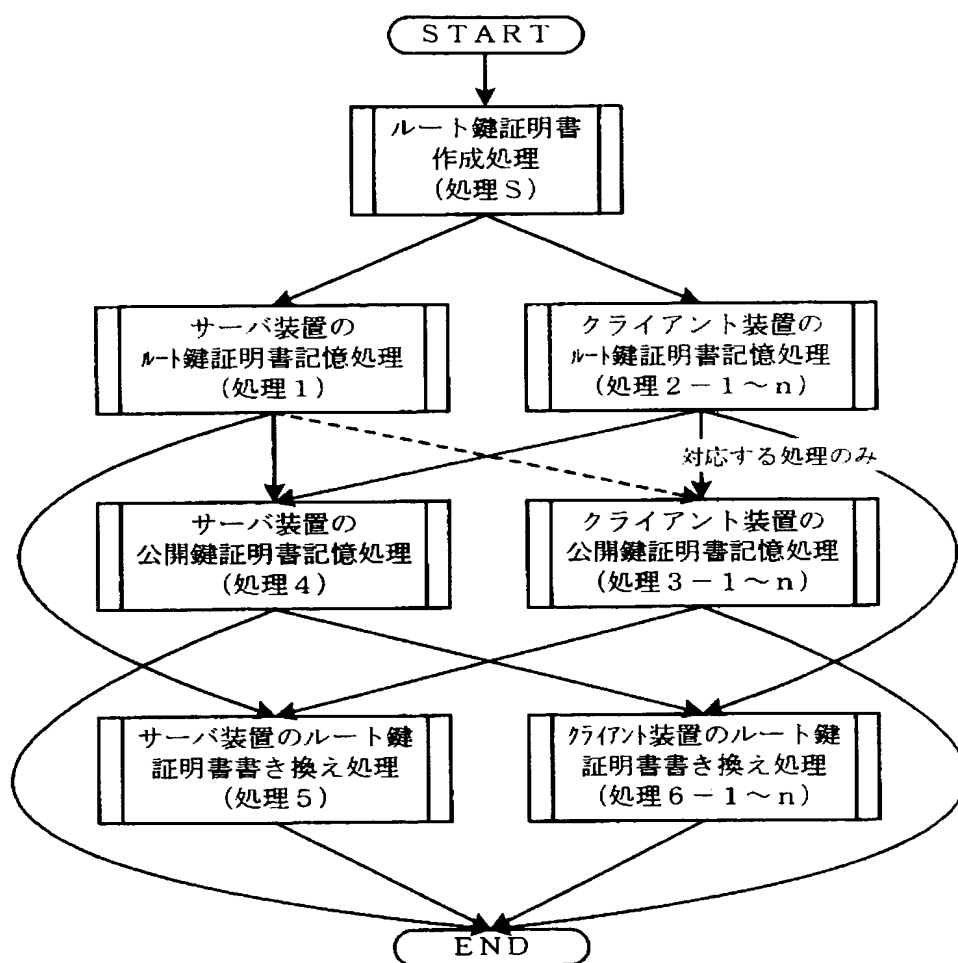 START
ルート鍵証明書
作成処理
(処理S)
サーバ装置の
ルート鍵証明書記憶処理
(処理1)
クライアント装置の
ルート鍵証明書記憶処理
(処理2-1~n)
対応する処理のみ
サーバ装置の
公開鍵証明書記憶処理
(処理4)
クライアント装置の
公開鍵証明書記憶処理
(処理3-1~n)
サーバ装置のルート鍵
証明書書き換え処理
(処理5)
クライアント装置のルート鍵
証明書書き換え処理
(処理6-1~n)
END